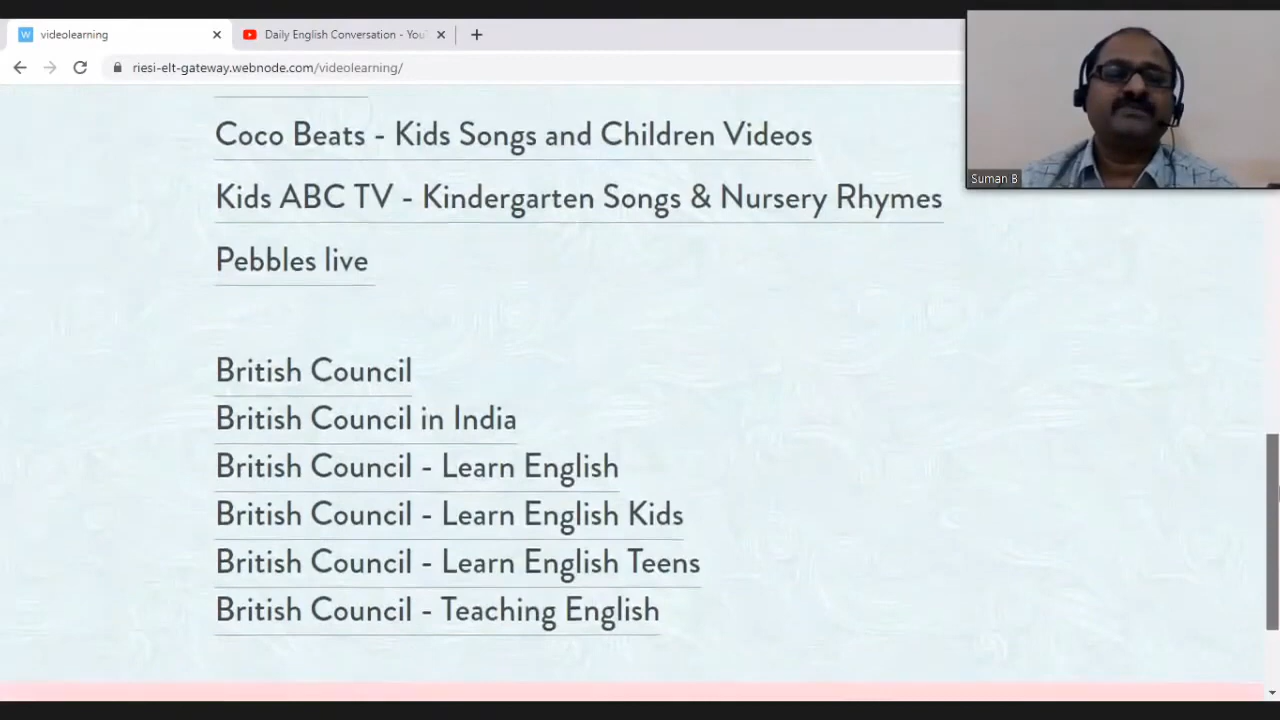 videolearning
Daily English Conversation - You
riesi-elt-gateway.webnode.com/videolearning/
Suman B
Coco Beats - Kids Songs and Children Videos
Kids ABC TV - Kindergarten Songs & Nursery Rhymes
Pebbles live
British Council
British Council in India
British Council - Learn English
British Council - Learn English Kids
British Council - Learn English Teens
British Council - Teaching English